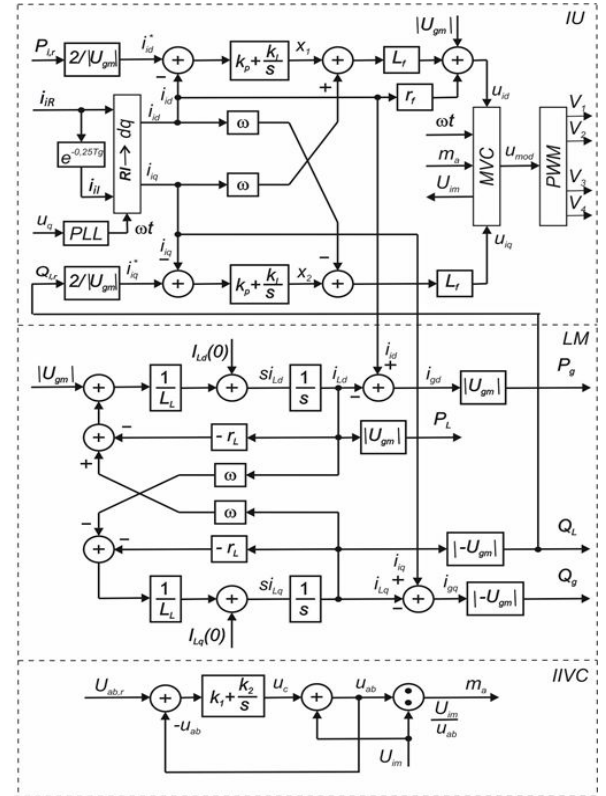 |U_gm| IU
P_i,r 2/|U_gm| i*_id + − k_p + k_I/s x_1 + + L_f + u_id
i_id r_f
i_iR RI → dq i_id ω ωt V_1
e^-0,25Tg m_a MVC u_mod PWM V_2
i_iI i_iq ω U_im V_3
u_q PLL ωt V_4
i_iq u_iq
Q_i,r 2/|U_gm| i*_iq − + k_p + k_I/s x_2 − + L_f
LM
I_Ld(0) i_id
|U_gm| + 1/L_L + si_Ld 1/s i_Ld + − + i_gd |U_gm| P_g
+ − - r_L |U_gm| P_L
+ ω
− ω
+ − - r_L |-U_gm| Q_L
i_iq
1/L_L + si_Lq 1/s i_Lq + − + i_gq |-U_gm| Q_g
I_Lq(0)
IIVC
U_ab,r + k_1 + k_2/s u_c + u_ab m_a
-u_ab U_im/u_ab
U_im